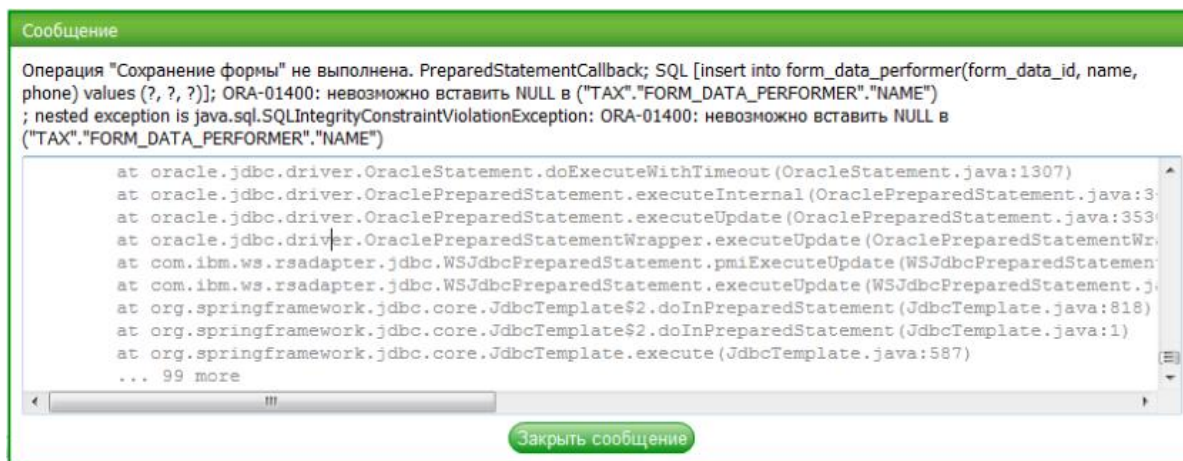 Сообщение
Операция "Сохранение формы" не выполнена. PreparedStatementCallback; SQL [insert into form_data_performer(form_data_id, name,
phone) values (?, ?, ?)]; ORA-01400: невозможно вставить NULL в ("TAX"."FORM_DATA_PERFORMER"."NAME")
; nested exception is java.sql.SQLIntegrityConstraintViolationException: ORA-01400: невозможно вставить NULL в
("TAX"."FORM_DATA_PERFORMER"."NAME")
at oracle.jdbc.driver.OracleStatement.doExecuteWithTimeout(OracleStatement.java:1307)
at oracle.jdbc.driver.OraclePreparedStatement.executeInternal(OraclePreparedStatement.java:3
at oracle.jdbc.driver.OraclePreparedStatement.executeUpdate(OraclePreparedStatement.java:353
at oracle.jdbc.driver.OraclePreparedStatementWrapper.executeUpdate(OraclePreparedStatementWr
at com.ibm.ws.rsadapter.jdbc.WSJdbcPreparedStatement.pmiExecuteUpdate(WSJdbcPreparedStatemen
at com.ibm.ws.rsadapter.jdbc.WSJdbcPreparedStatement.executeUpdate(WSJdbcPreparedStatement.j
at org.springframework.jdbc.core.JdbcTemplate$2.doInPreparedStatement(JdbcTemplate.java:818)
at org.springframework.jdbc.core.JdbcTemplate$2.doInPreparedStatement(JdbcTemplate.java:1)
at org.springframework.jdbc.core.JdbcTemplate.execute(JdbcTemplate.java:587)
... 99 more
Закрыть сообщение